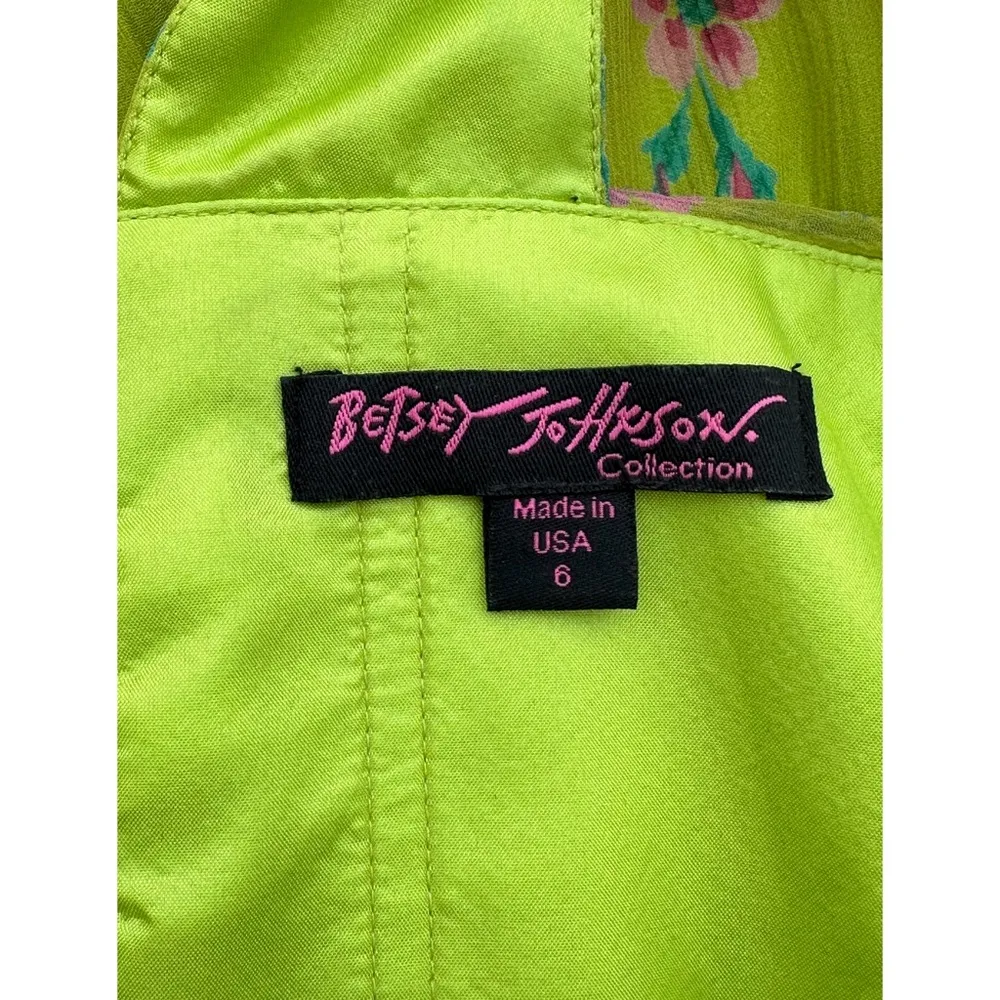 BETSEY JOHNSON.
Collection
Made in
USA
6